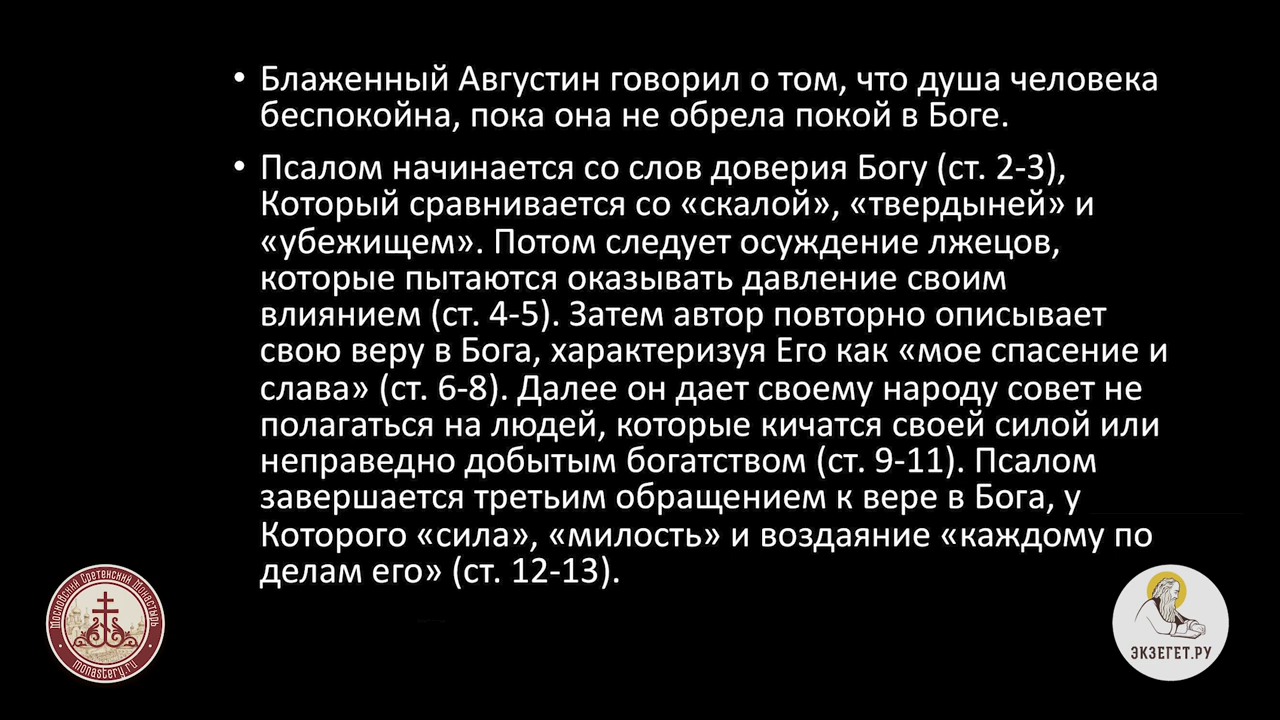 • Блаженный Августин говорил о том, что душа человека
беспокойна, пока она не обрела покой в Боге.
• Псалом начинается со слов доверия Богу (ст. 2-3),
Который сравнивается со «скалой», «твердыней» и
«убежищем». Потом следует осуждение лжецов,
которые пытаются оказывать давление своим
влиянием (ст. 4-5). Затем автор повторно описывает
свою веру в Бога, характеризуя Его как «мое спасение и
слава» (ст. 6-8). Далее он дает своему народу совет не
полагаться на людей, которые кичатся своей силой или
неправедно добытым богатством (ст. 9-11). Псалом
завершается третьим обращением к вере в Бога, у
Которого «сила», «милость» и воздаяние «каждому по
делам его» (ст. 12-13).
Московский Сретенский Монастырь
monastery.ru
ЭКЗЕГЕТ.РУ